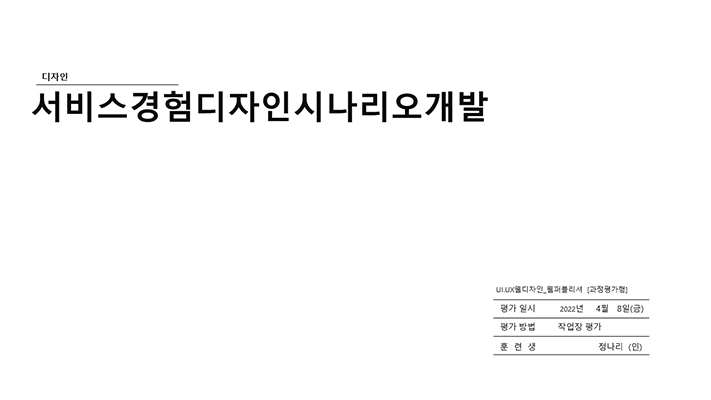 디자인
서비스경험디자인시나리오개발
UI.UX웹디자인_웹퍼블리셔 [과정평가형]
평가 일시 2022년 4월 8일(금)
평가 방법 작업장 평가
훈 련 생 정나리 (인)